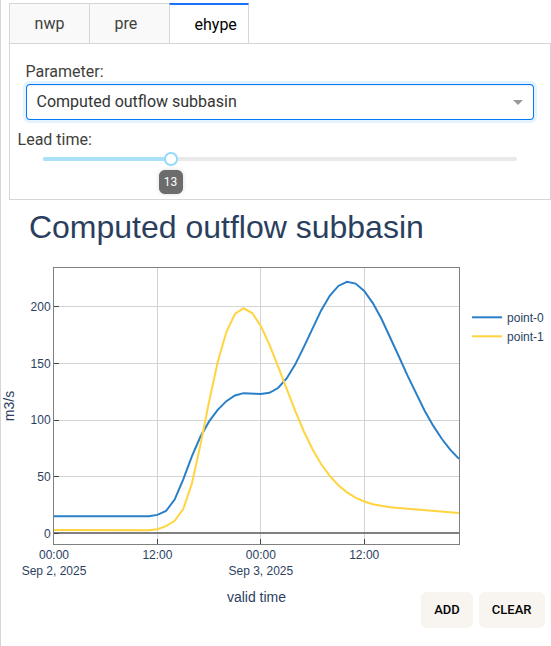 nwp pre ehype
Parameter:
Computed outflow subbasin
Lead time:
13
Computed outflow subbasin
m3/s
200
150
100
50
0
point-0
point-1
00:00 12:00 00:00 12:00
Sep 2, 2025 Sep 3, 2025
valid time
ADD CLEAR